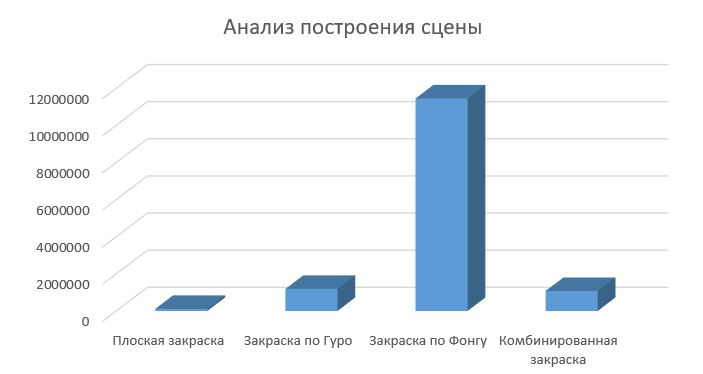 Анализ построения сцены
12000000
10000000
8000000
6000000
4000000
2000000
0
Плоская закраска
Закраска по Гуро
Закраска по Фонгу
Комбинированная
закраска